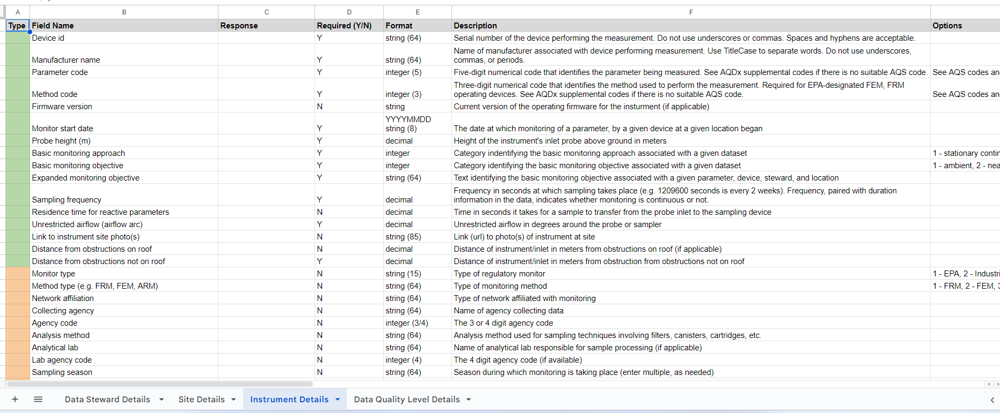 A B C D E F
Type Field Name Response Required (Y/N) Format Description Options
Device id Y string (64) Serial number of the device performing the measurement. Do not use underscores or commas. Spaces and hyphens are acceptable.
Name of manufacturer associated with device performing measurement. Use TitleCase to separate words. Do not use underscores,
Manufacturer name Y string (64) commas, or periods.
Parameter code Y integer (5) Five-digit numerical code that identifies the parameter being measured. See AQDx supplemental codes if there is no suitable AQS code. See AQS codes an
Three-digit numerical code that identifies the method used to perform the measurement. Required for EPA-designated FEM, FRM
Method code Y integer (3) operating devices. See AQDx supplemental codes if there is no suitable AQS code. See AQS codes an
Firmware version N string Current version of the operating firmware for the insturment (if applicable)
YYYYMMDD
Monitor start date Y string (8) The date at which monitoring of a parameter, by a given device at a given location began
Probe height (m) Y decimal Height of the instrument's inlet probe above ground in meters
Basic monitoring approach Y integer Category indentifying the basic monitoring approach associated with a given dataset 1 - stationary contin
Basic monitoring objective Y integer Category identifying the basic monitoring objective associated with a given dataset 1 - ambient, 2 - nea
Expanded monitoring objective Y string (64) Text identifying the basic monitoring objective associated with a given parameter, device, steward, and location
Frequency in seconds at which sampling takes place (e.g. 1209600 seconds is every 2 weeks). Frequency, paired with duration
Sampling frequency Y decimal information in the data, indicates whether monitoring is continuous or not.
Residence time for reactive parameters N decimal Time in seconds it takes for a sample to transfer from the probe inlet to the sampling device
Unrestricted airflow (airflow arc) Y decimal Unrestricted airflow in degrees around the probe or sampler
Link to instrument site photo(s) N string (85) Link (url) to photo(s) of instrument at site
Distance from obstructions on roof N decimal Distance of instrument/inlet in meters from obstructions on roof (if applicable)
Distance from obstructions not on roof Y decimal Distance of instrument/inlet in meters from obstruction from obstructions not on roof
Monitor type N string (15) Type of regulatory monitor 1 - EPA, 2 - Industri
Method type (e.g. FRM, FEM, ARM) N string (64) Type of monitoring method 1 - FRM, 2 - FEM, 3
Network affiliation N string (64) Type of network affiliated with monitoring
Collecting agency N string (64) Name of agency collecting data
Agency code N integer (3/4) The 3 or 4 digit agency code
Analysis method N string (64) Analysis method used for sampling techniques involving filters, canisters, cartridges, etc.
Analytical lab N string (64) Name of analytical lab responsible for sample processing (if applicable)
Lab agency code N integer (4) The 4 digit agency code (if available)
Sampling season N string (64) Season during which monitoring is taking place (enter multiple, as needed)
Data Steward Details Site Details Instrument Details Data Quality Level Details